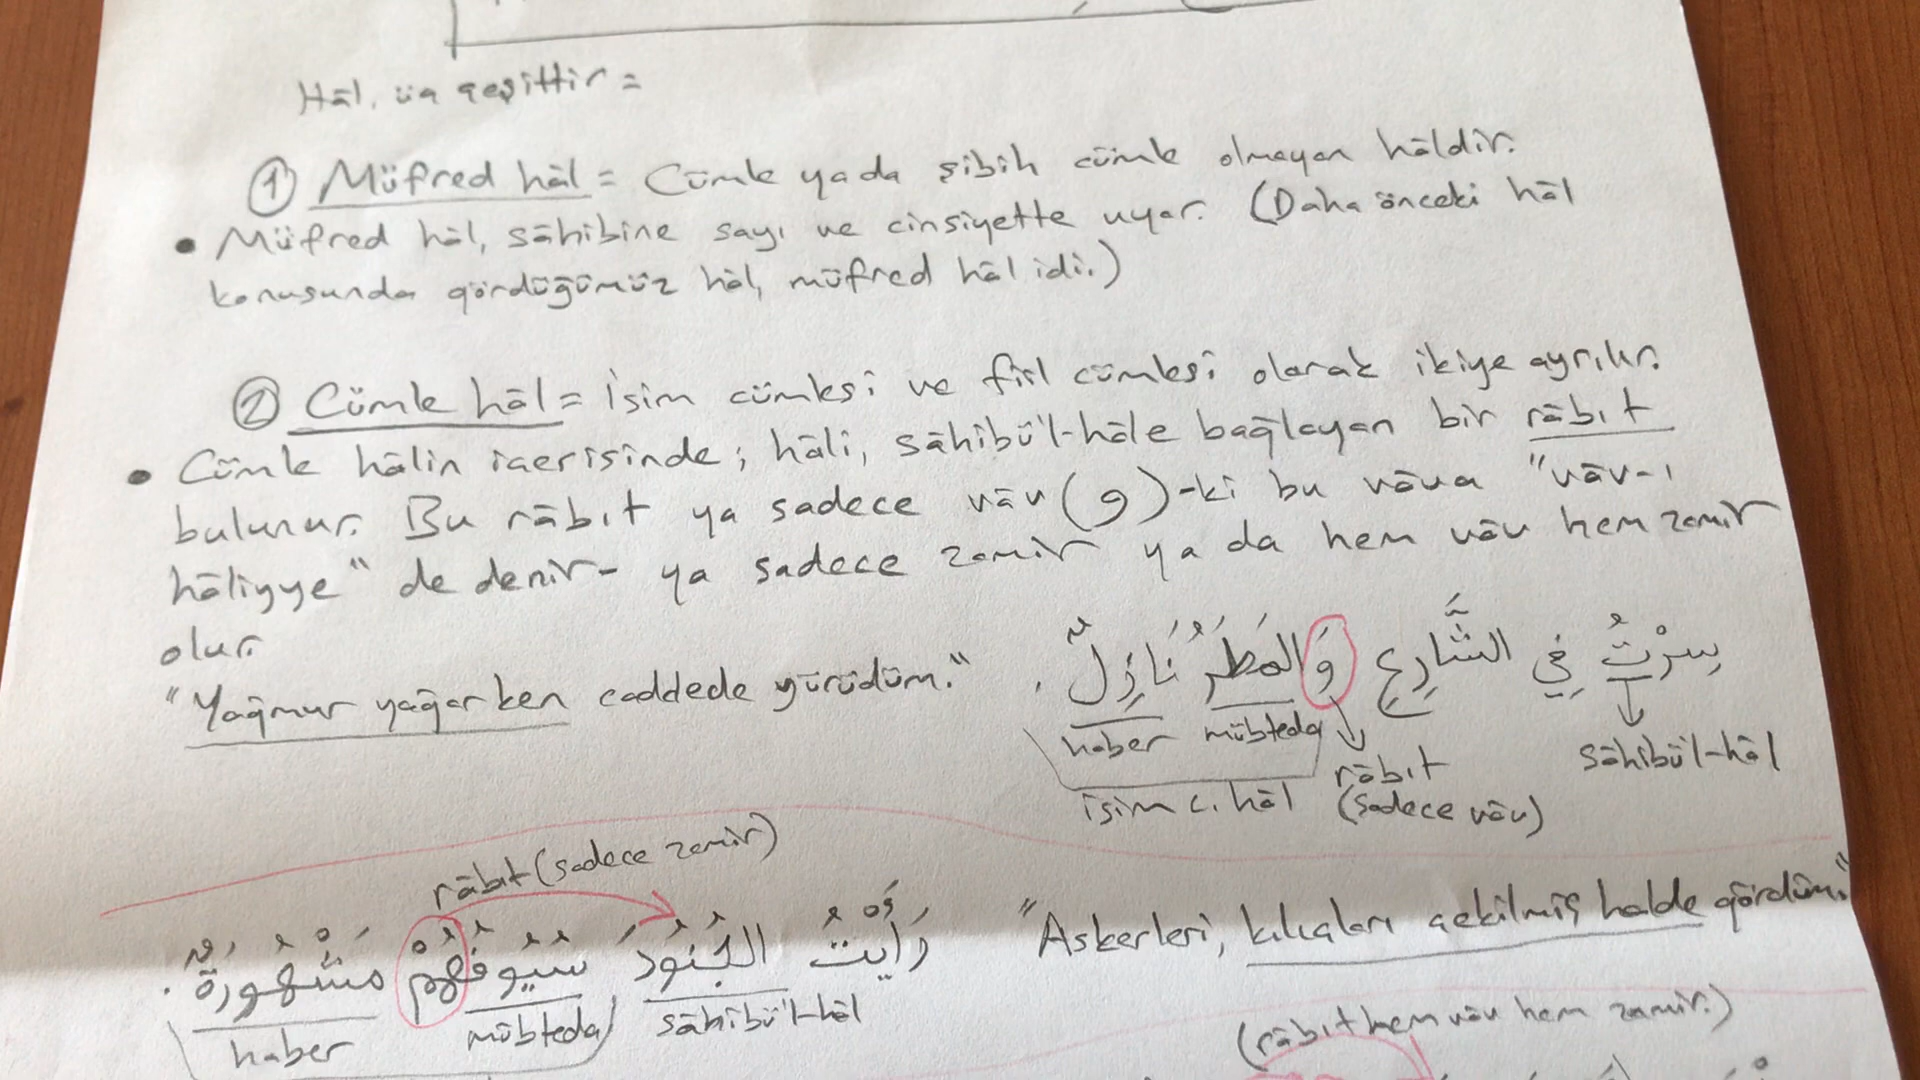 Hâl, üç çeşittir =
① Müfred hâl = Cümle yada şibih cümle olmayan hâldir.
• Müfred hâl, sâhibine sayı ve cinsiyette uyar. (Daha önceki hâl
konusunda gördüğümüz hâl, müfred hâl idi.)
② Cümle hâl = İsim cümlesi ve fiil cümlesi olarak ikiye ayrılır.
• Cümle hâlin içerisinde; hâli, sâhibü'l-hâle bağlayan bir râbıt
bulunur. Bu râbıt ya sadece vâv (و) -ki bu vâva "vâv-ı
hâliyye" de denir- ya sadece zamir ya da hem vâv hem zamir
olur.
"Yağmur yağarken caddede yürüdüm."
سِرْتُ فِي الشَّارِعِ وَالمَطَرُ نَازِلٌ .
haber mübteda
râbıt
(sadece vâv)
sâhibü'l-hâl
isim c. hâl
râbıt (sadece zamir)
رَاَيْتُ الجُنُودَ سُيُوفُهُمْ مَشْهُورَةٌ .
"Askerleri, kılıçları çekilmiş halde gördüm."
haber mübteda sâhibü'l-hâl
(râbıt hem vâv hem zamir.)